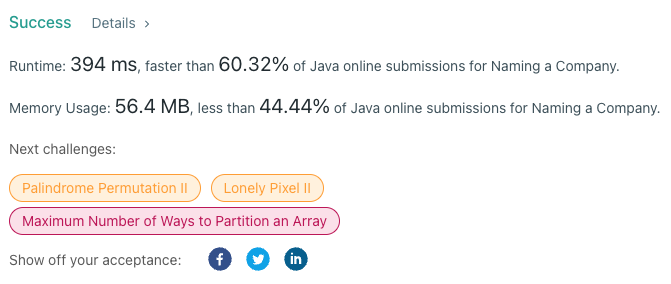 Success Details >
Runtime: 394 ms, faster than 60.32% of Java online submissions for Naming a Company.
Memory Usage: 56.4 MB, less than 44.44% of Java online submissions for Naming a Company.
Next challenges:
Palindrome Permutation II Lonely Pixel II
Maximum Number of Ways to Partition an Array
Show off your acceptance: f in